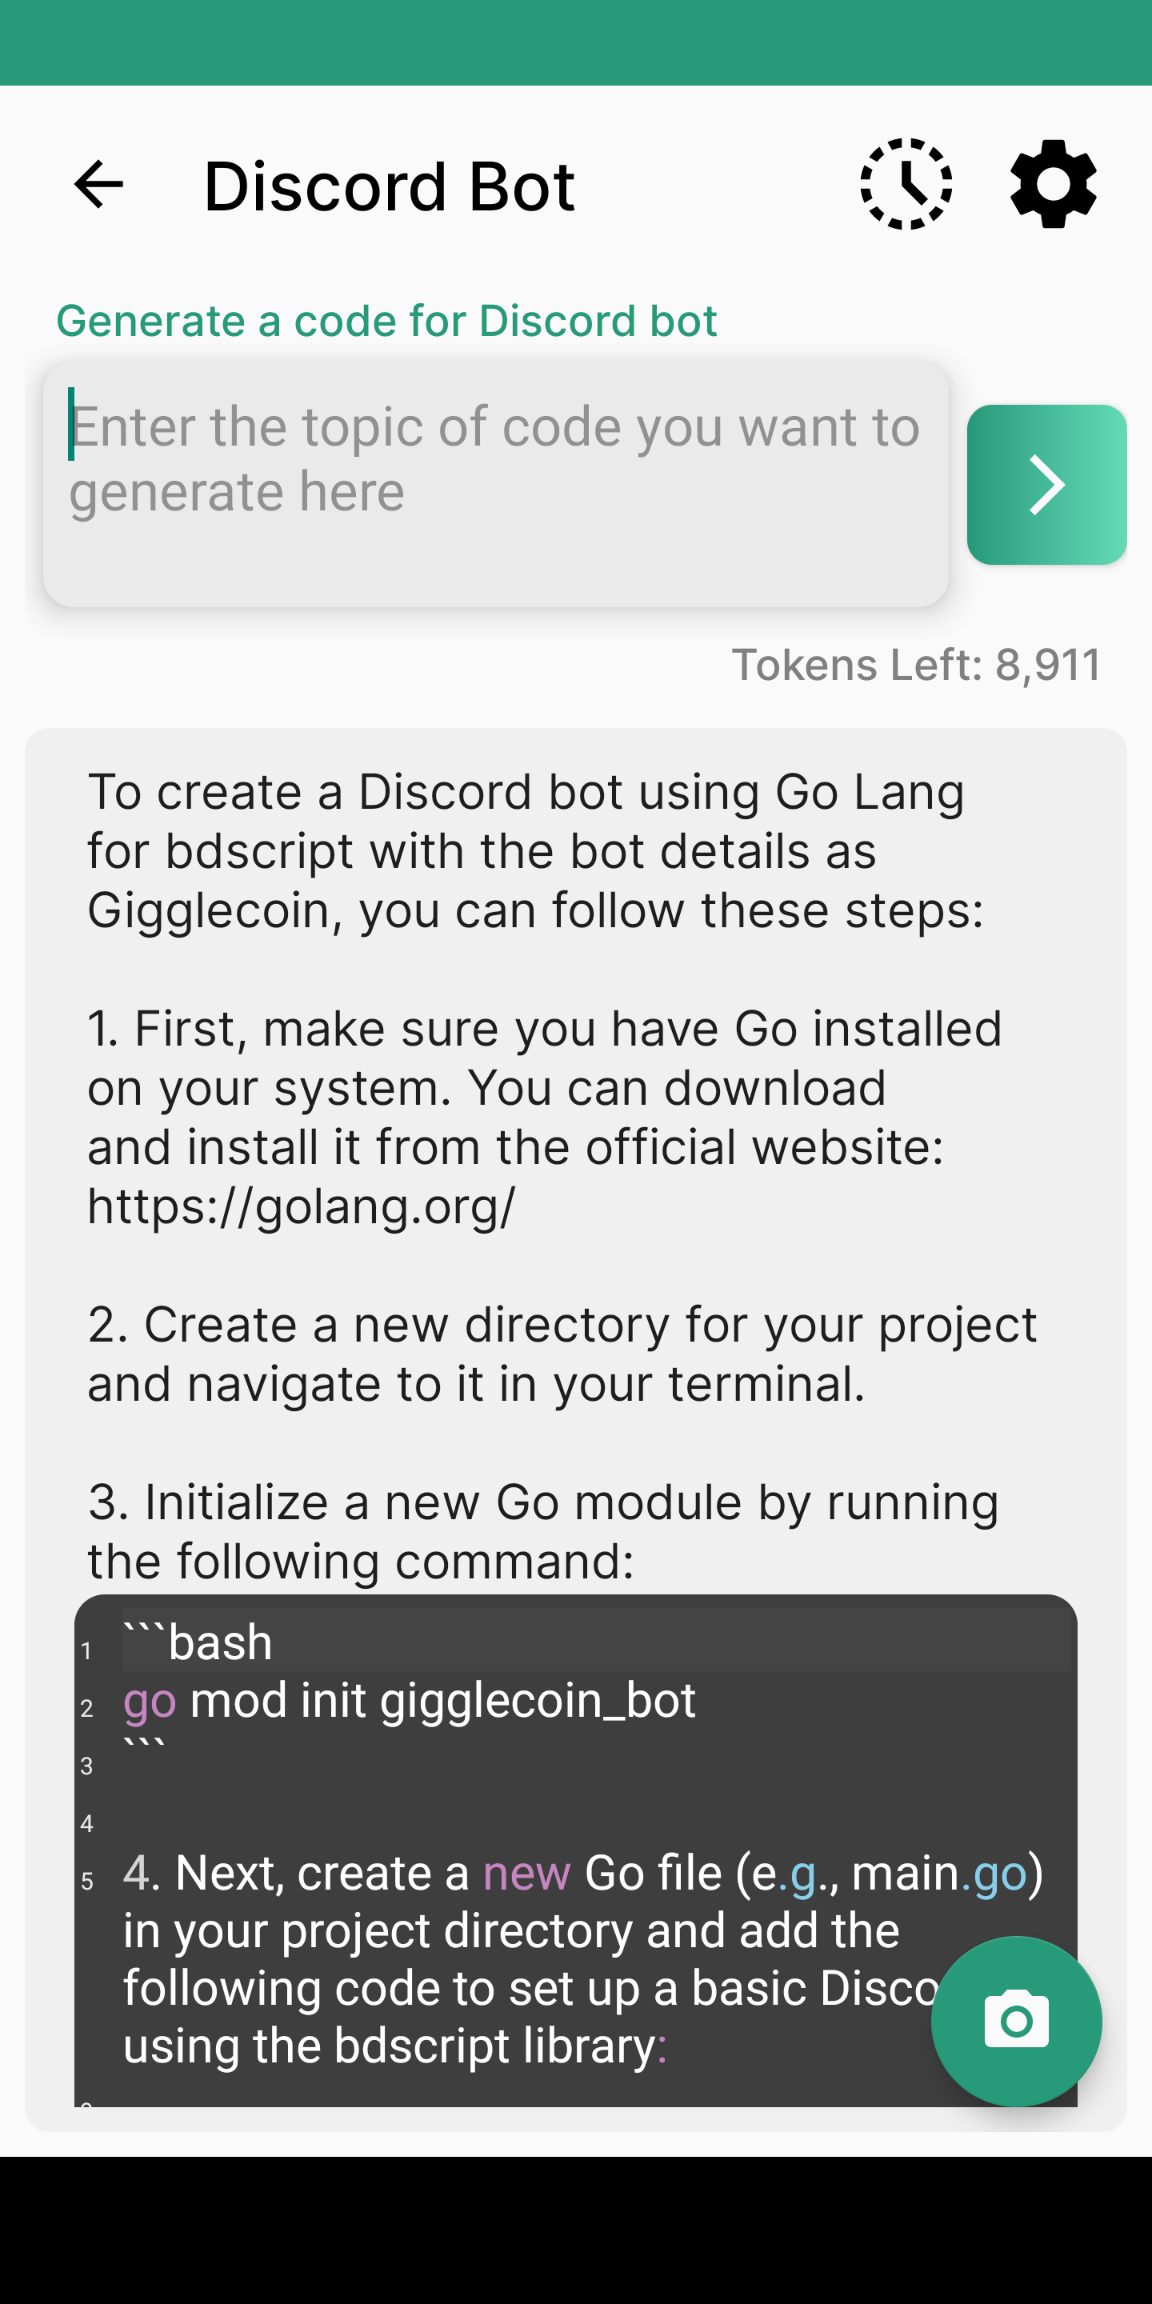 Discord Bot
Generate a code for Discord bot
Enter the topic of code you want to
generate here
Tokens Left: 8,911
To create a Discord bot using Go Lang
for bdscript with the bot details as
Gigglecoin, you can follow these steps:
1. First, make sure you have Go installed
on your system. You can download
and install it from the official website:
https://golang.org/
2. Create a new directory for your project
and navigate to it in your terminal.
3. Initialize a new Go module by running
the following command:
1 ```bash
2 go mod init gigglecoin_bot
3 ```
4
5 4. Next, create a new Go file (e.g., main.go)
in your project directory and add the
following code to set up a basic Disco
using the bdscript library: